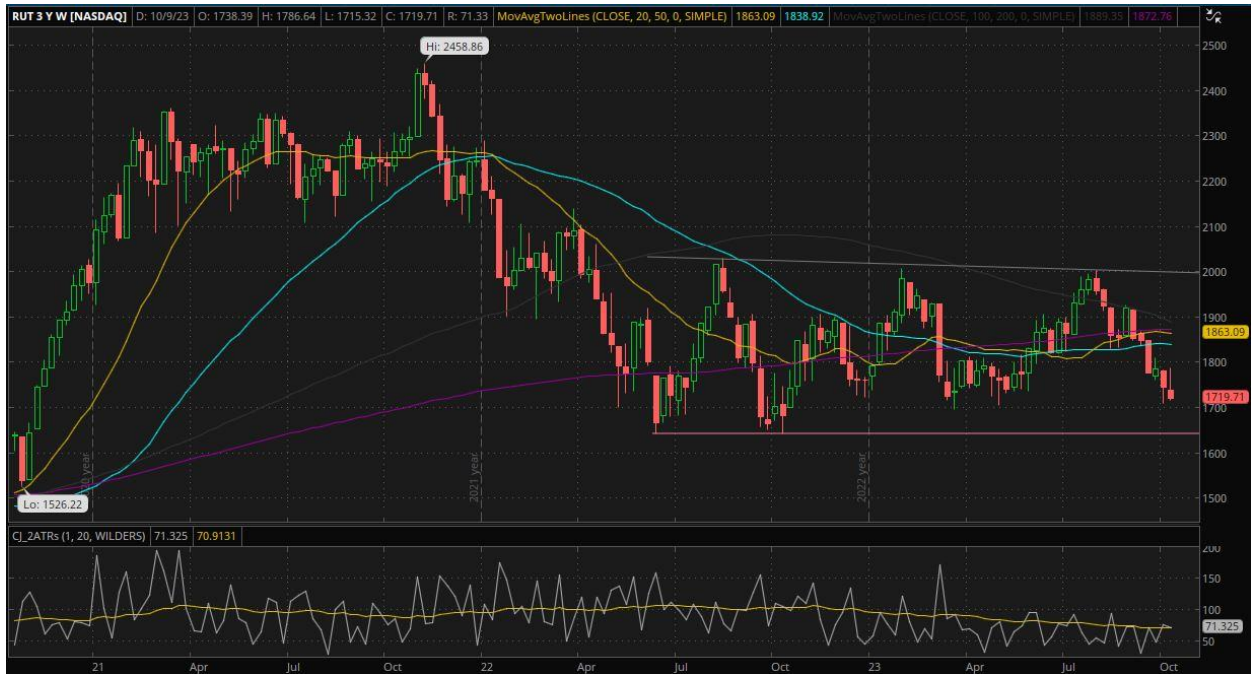 RUT 3 Y W [NASDAQ] D: 10/9/23 O: 1738.39 H: 1786.64 L: 1715.32 C: 1719.71 R: 71.33 MovAvgTwoLines (CLOSE, 20, 50, 0, SIMPLE) 1863.09 1838.92 MovAvgTwoLines (CLOSE, 100, 200, 0, SIMPLE) 1889.35 1872.76
Hi: 2458.86
2500
2400
2300
2200
2100
2000
1900
1863.09
1800
1719.71
1700
1600
1500
Lo: 1526.22
2021 year
2022 year
CJ_2ATRs (1, 20, WILDERS) 71.325 70.9131
200
150
100
71.325
50
21 Apr Jul Oct 22 Apr Jul Oct 23 Apr Jul Oct